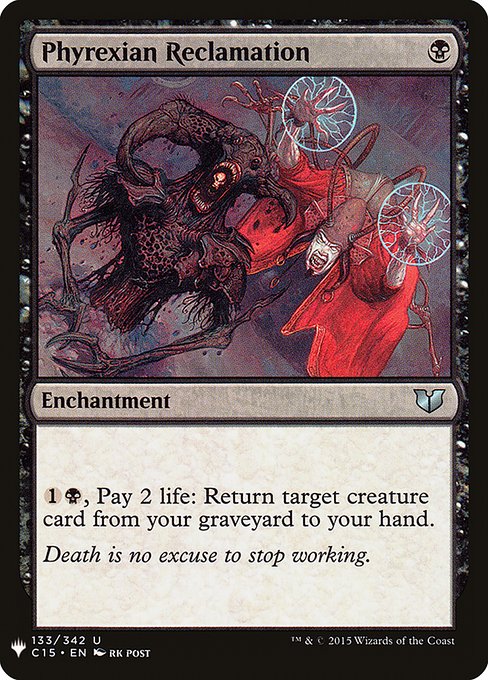 Phyrexian Reclamation
Enchantment
1, Pay 2 life: Return target creature
card from your graveyard to your hand.
Death is no excuse to stop working.
133/342 U
C15 • EN RK POST
™ & © 2015 Wizards of the Coast